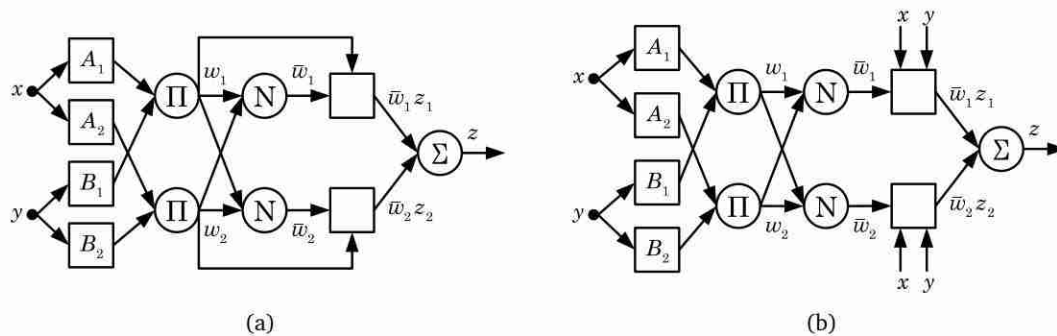 x y
A₁ A₁
w₁ w̄₁ w₁ w̄₁
x Π N x Π N
w̄₁z₁ w̄₁z₁
A₂ A₂
z z
Σ Σ
B₁ B₁
w̄₂z₂ w̄₂z₂
y Π N y Π N
w₂ w̄₂ w₂ w̄₂
B₂ B₂
x y
(a) (b)